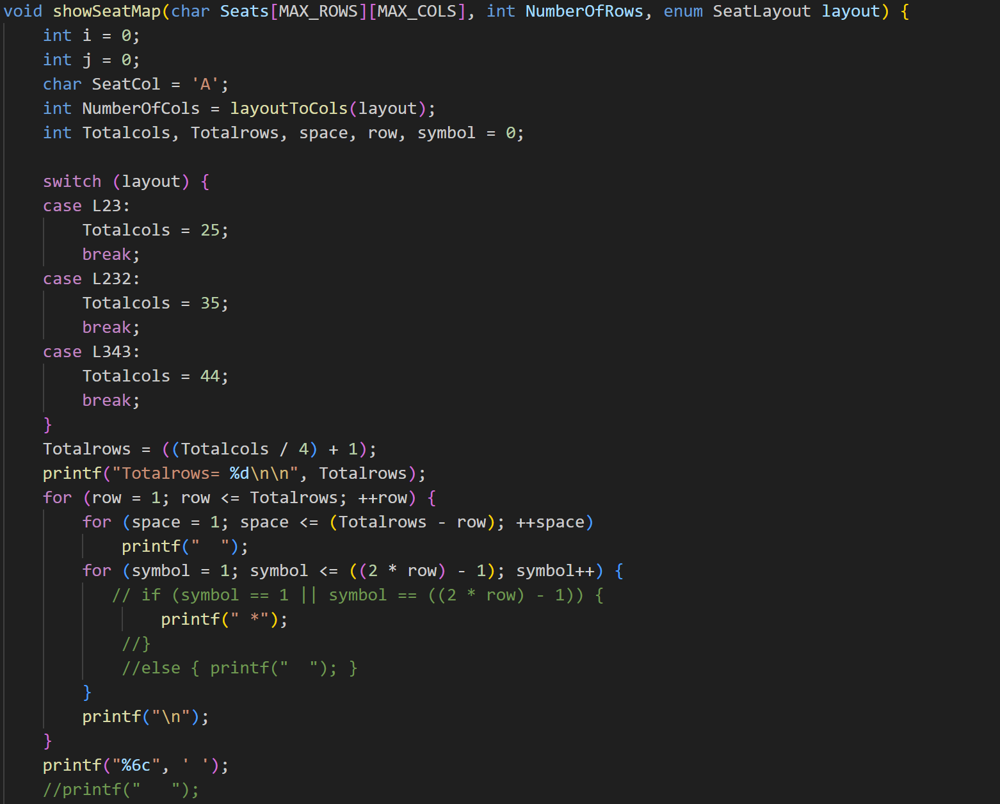 void showSeatMap(char Seats[MAX_ROWS][MAX_COLS], int NumberOfRows, enum SeatLayout layout) {
    int i = 0;
    int j = 0;
    char SeatCol = 'A';
    int NumberOfCols = layoutToCols(layout);
    int Totalcols, Totalrows, space, row, symbol = 0;

    switch (layout) {
    case L23:
        Totalcols = 25;
        break;
    case L232:
        Totalcols = 35;
        break;
    case L343:
        Totalcols = 44;
        break;
    }
    Totalrows = ((Totalcols / 4) + 1);
    printf("Totalrows= %d\n\n", Totalrows);
    for (row = 1; row <= Totalrows; ++row) {
        for (space = 1; space <= (Totalrows - row); ++space)
            printf("  ");
        for (symbol = 1; symbol <= ((2 * row) - 1); symbol++) {
           // if (symbol == 1 || symbol == ((2 * row) - 1)) {
                printf(" *");
            //}
            //else { printf("  "); }
        }
        printf("\n");
    }
    printf("%6c", ' ');
    //printf("   ");